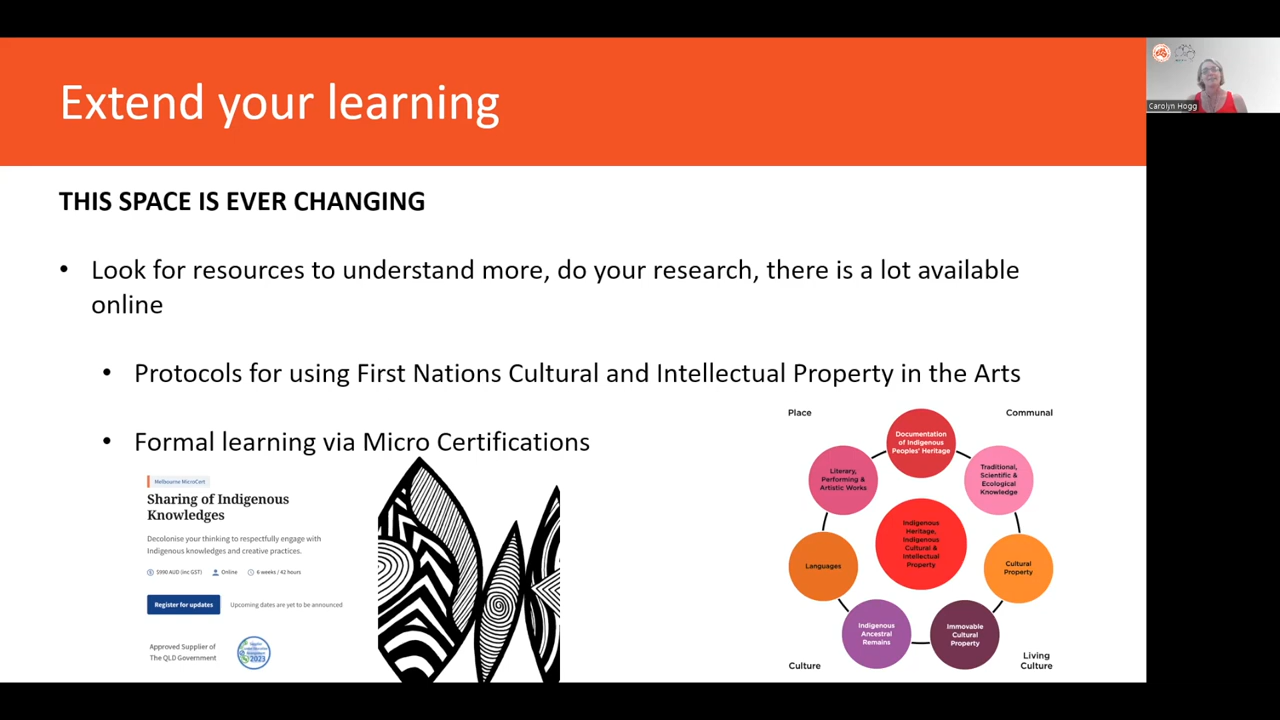 Extend your learning
Carolyn Hogg
THIS SPACE IS EVER CHANGING
• Look for resources to understand more, do your research, there is a lot available
online
• Protocols for using First Nations Cultural and Intellectual Property in the Arts
• Formal learning via Micro Certifications
Melbourne MicroCert
Sharing of Indigenous
Knowledges
Decolonise your thinking to respectfully engage with
Indigenous knowledges and creative practices.
$990 AUD (inc GST) Online 6 weeks / 42 hours
Register for updates Upcoming dates are yet to be announced
Approved Supplier of
The QLD Government
2023
Place
Communal
Documentation
of Indigenous
Peoples' Heritage
Literary,
Performing &
Artistic Works
Traditional,
Scientific &
Ecological
Knowledge
Indigenous
Heritage,
Indigenous
Cultural &
Intellectual
Property
Languages
Cultural
Property
Indigenous
Ancestral
Remains
Immovable
Cultural
Property
Culture
Living
Culture